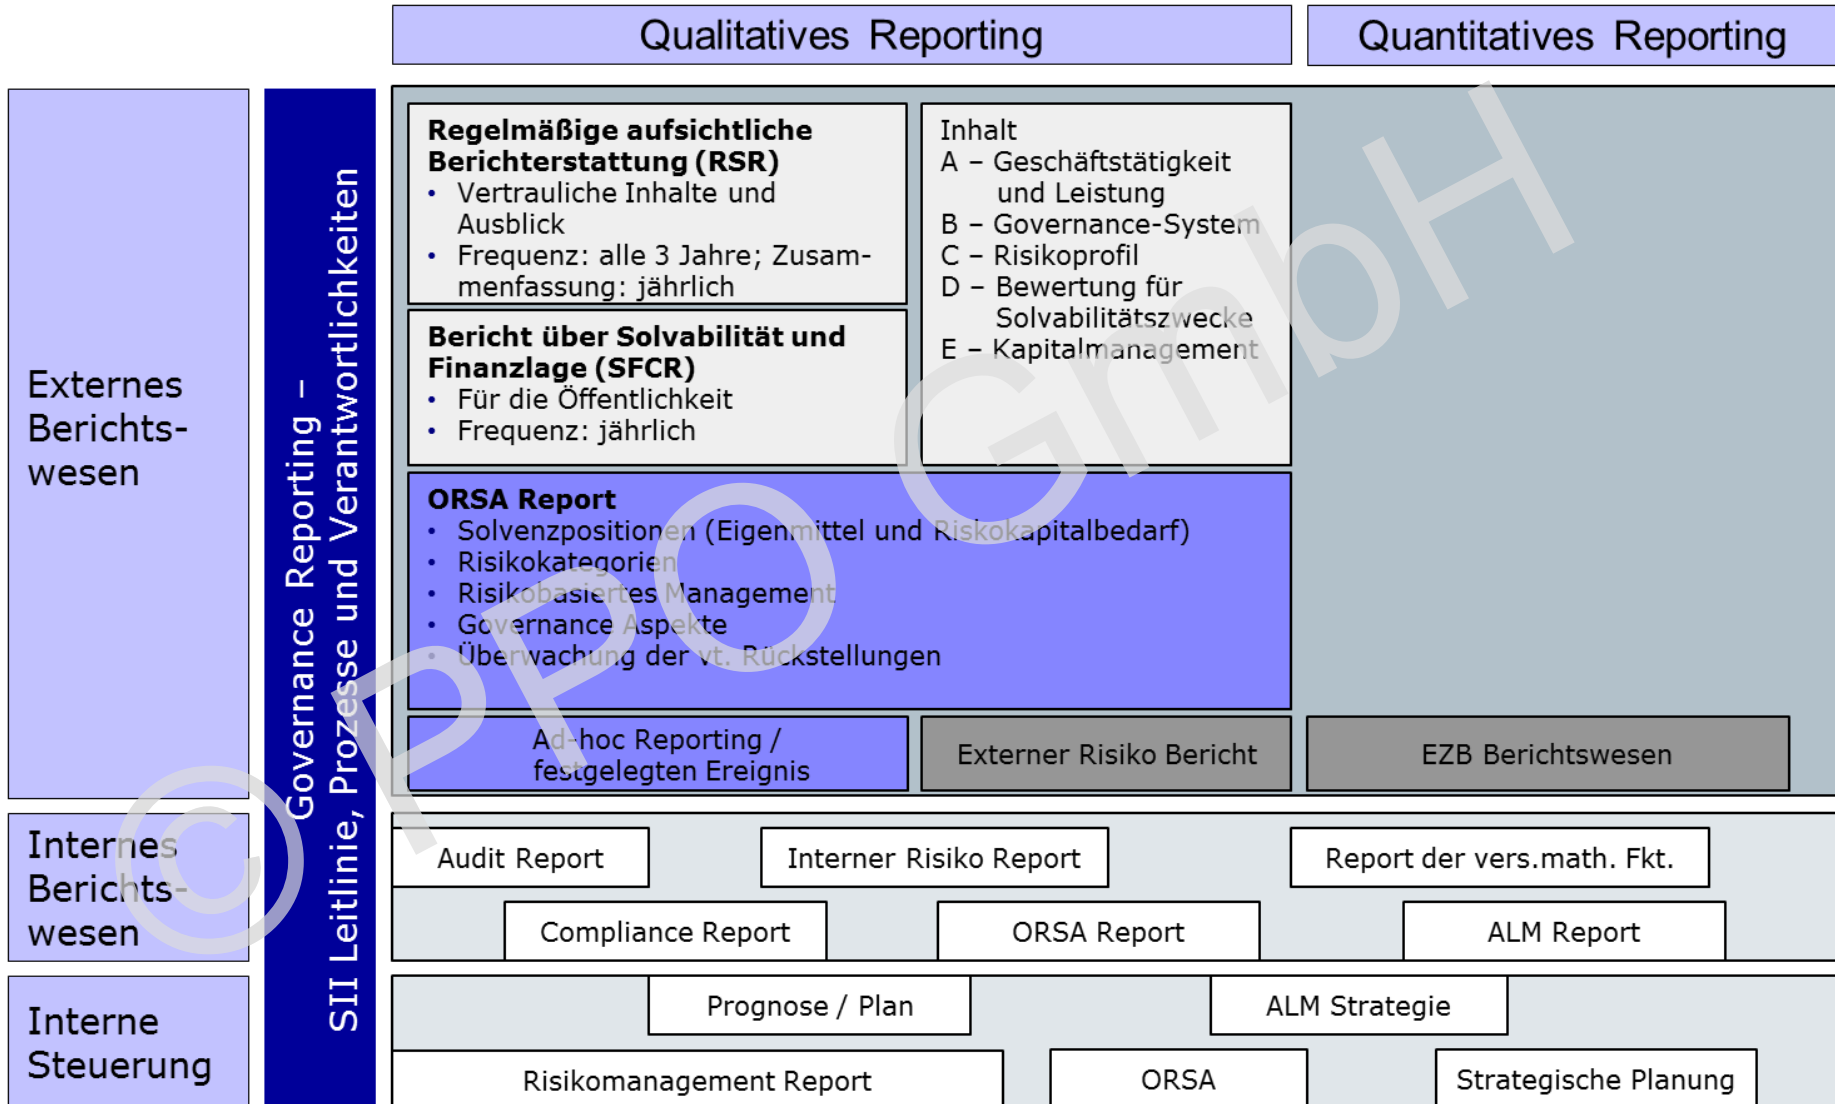 Qualitatives Reporting
Quantitatives Reporting
Externes
Berichts-
wesen
Governance Reporting –
SII Leitlinie, Prozesse und Verantwortlichkeiten
Regelmäßige aufsichtliche
Berichterstattung (RSR)
• Vertrauliche Inhalte und
Ausblick
• Frequenz: alle 3 Jahre; Zusam-
menfassung: jährlich
Inhalt
A – Geschäftstätigkeit
und Leistung
B – Governance-System
C – Risikoprofil
D – Bewertung für
Solvabilitätszwecke
E – Kapitalmanagement
Bericht über Solvabilität und
Finanzlage (SFCR)
• Für die Öffentlichkeit
• Frequenz: jährlich
ORSA Report
• Solvenzpositionen (Eigenmittel und Riskokapitalbedarf)
• Risikokategorien
• Risikobasiertes Management
• Governance Aspekte
• Überwachung der vt. Rückstellungen
Ad-hoc Reporting /
festgelegten Ereignis
Externer Risiko Bericht
EZB Berichtswesen
Internes
Berichts-
wesen
Audit Report
Interner Risiko Report
Report der vers.math. Fkt.
Compliance Report
ORSA Report
ALM Report
Interne
Steuerung
Prognose / Plan
ALM Strategie
Risikomanagement Report
ORSA
Strategische Planung
© PPO GmbH